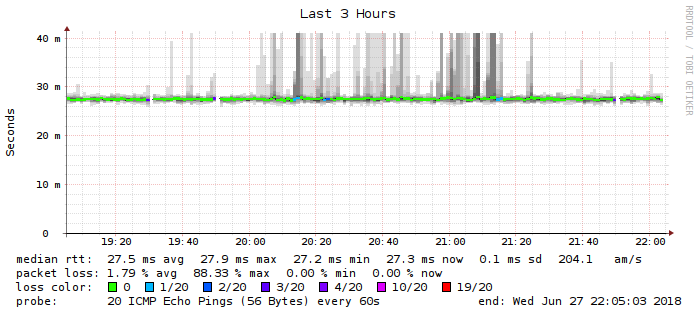 Last 3 Hours
RRDTOOL / TOBI OETIKER
Seconds
40 m
30 m
20 m
10 m
0
19:20 19:40 20:00 20:20 20:40 21:00 21:20 21:40 22:00
median rtt: 27.5 ms avg 27.9 ms max 27.2 ms min 27.3 ms now 0.1 ms sd 204.1 am/s
packet loss: 1.79 % avg 88.33 % max 0.00 % min 0.00 % now
loss color: 0 1/20 2/20 3/20 4/20 10/20 19/20
probe: 20 ICMP Echo Pings (56 Bytes) every 60s end: Wed Jun 27 22:05:03 2018